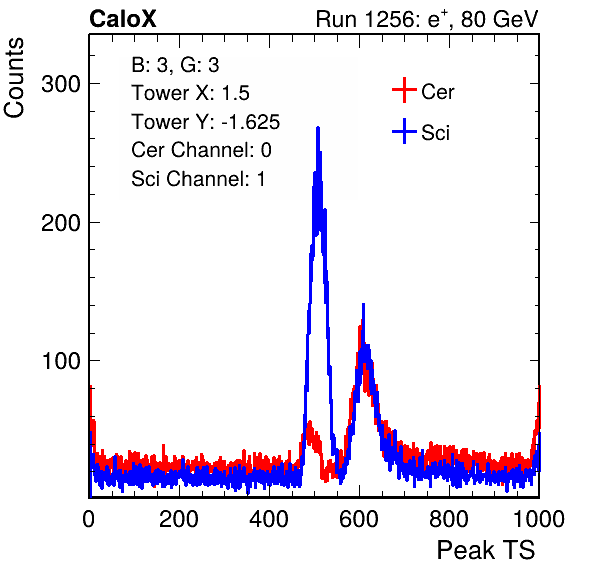 CaloX Run 1256: e⁺, 80 GeV
B: 3, G: 3
Tower X: 1.5
Tower Y: -1.625
Cer Channel: 0
Sci Channel: 1
Cer
Sci
Counts
300
200
100
0 200 400 600 800 1000
Peak TS